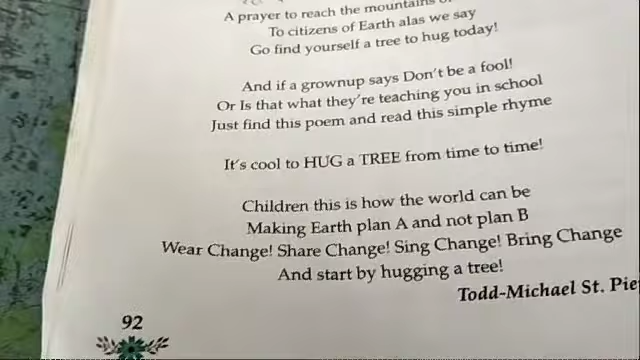 A prayer to reach the mountains
To citizens of Earth alas we say
Go find yourself a tree to hug today!
And if a grownup says Don't be a fool!
Or Is that what they're teaching you in school
Just find this poem and read this simple rhyme
It's cool to HUG a TREE from time to time!
Children this is how the world can be
Making Earth plan A and not plan B
Wear Change! Share Change! Sing Change! Bring Change
And start by hugging a tree!
Todd-Michael St.
92